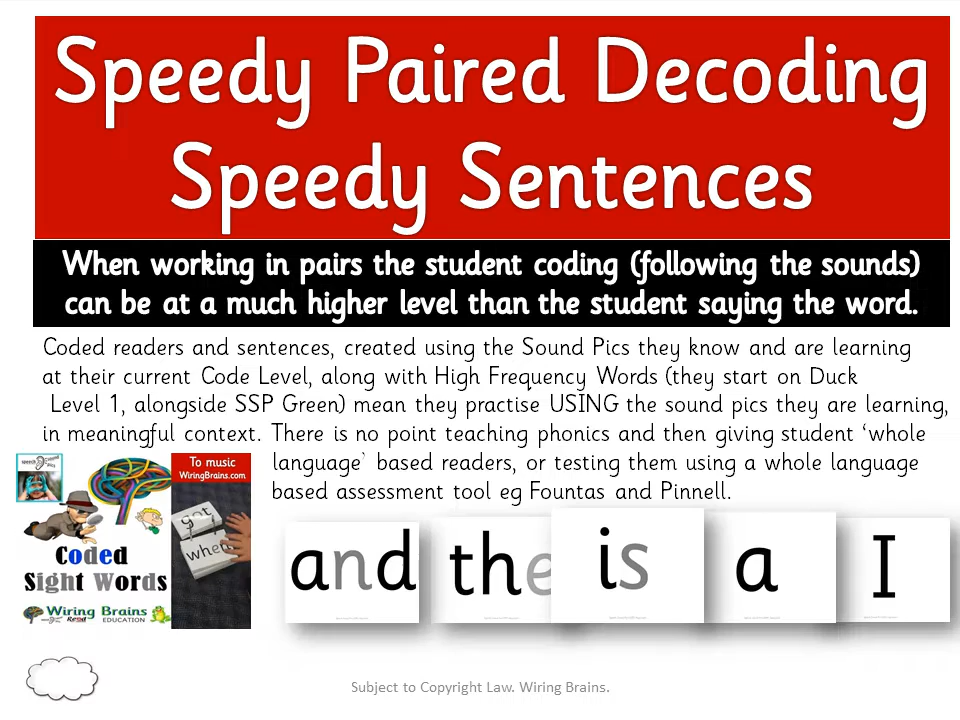 Speedy Paired Decoding
Speedy Sentences
When working in pairs the student coding (following the sounds)
can be at a much higher level than the student saying the word.
Coded readers and sentences, created using the Sound Pics they know and are learning
at their current Code Level, along with High Frequency Words (they start on Duck
Level 1, alongside SSP Green) mean they practise USING the sound pics they are learning,
in meaningful context. There is no point teaching phonics and then giving student ‘whole
language` based readers, or testing them using a whole language
based assessment tool eg Fountas and Pinnell.
To music
WiringBrains.com
got
when
Coded
Sight Words
Wiring Brains
EDUCATION
and the is a I
Subject to Copyright Law. Wiring Brains.